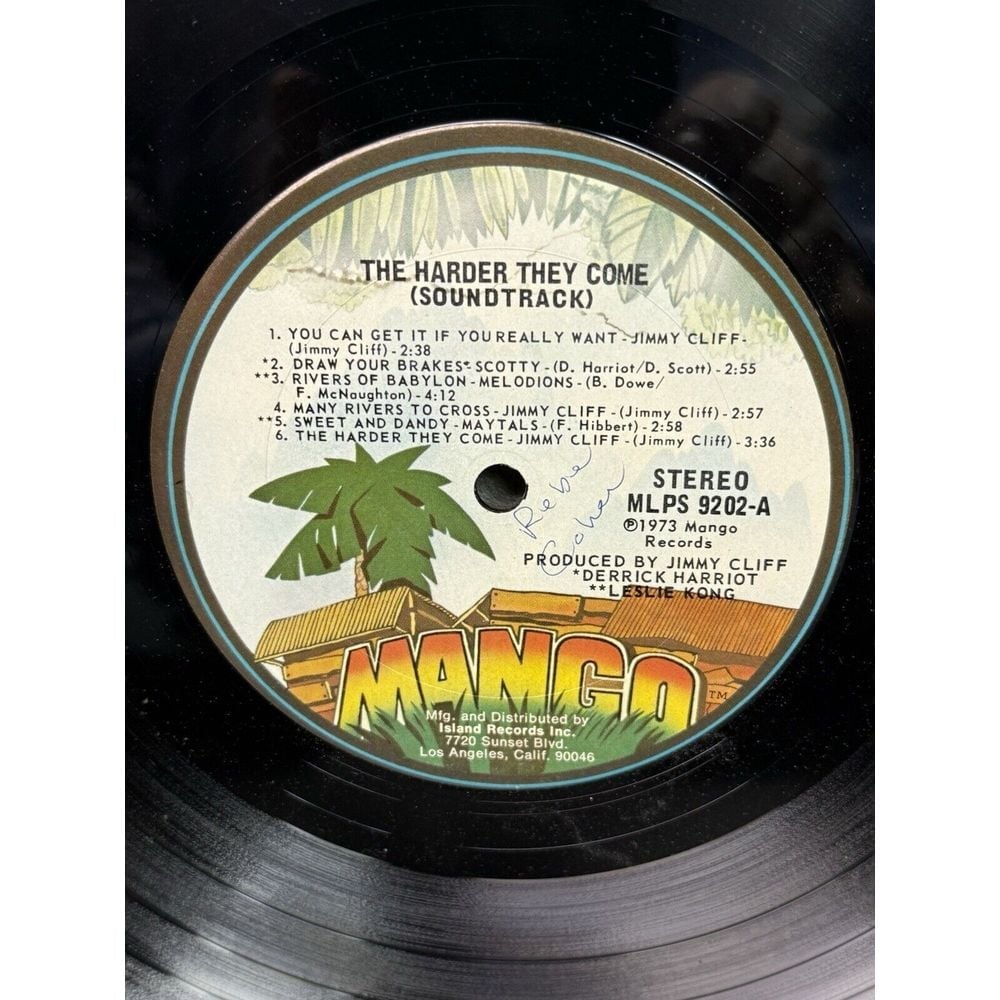 THE HARDER THEY COME
(SOUNDTRACK)
1. YOU CAN GET IT IF YOU REALLY WANT - JIMMY CLIFF -
(Jimmy Cliff) - 2:38
*2. DRAW YOUR BRAKES* - SCOTTY - (D. Harriot/D. Scott) - 2:55
**3. RIVERS OF BABYLON - MELODIONS - (B. Dowe/
F. McNaughton) - 4:12
4. MANY RIVERS TO CROSS - JIMMY CLIFF - (Jimmy Cliff) - 2:57
**5. SWEET AND DANDY - MAYTALS - (F. Hibbert) - 2:58
6. THE HARDER THEY COME - JIMMY CLIFF - (Jimmy Cliff) - 3:36
STEREO
MLPS 9202-A
℗1973 Mango
Records
PRODUCED BY JIMMY CLIFF
*DERRICK HARRIOT
**LESLIE KONG
MANGO TM
Mfg. and Distributed by
Island Records Inc.
7720 Sunset Blvd.
Los Angeles, Calif. 90046